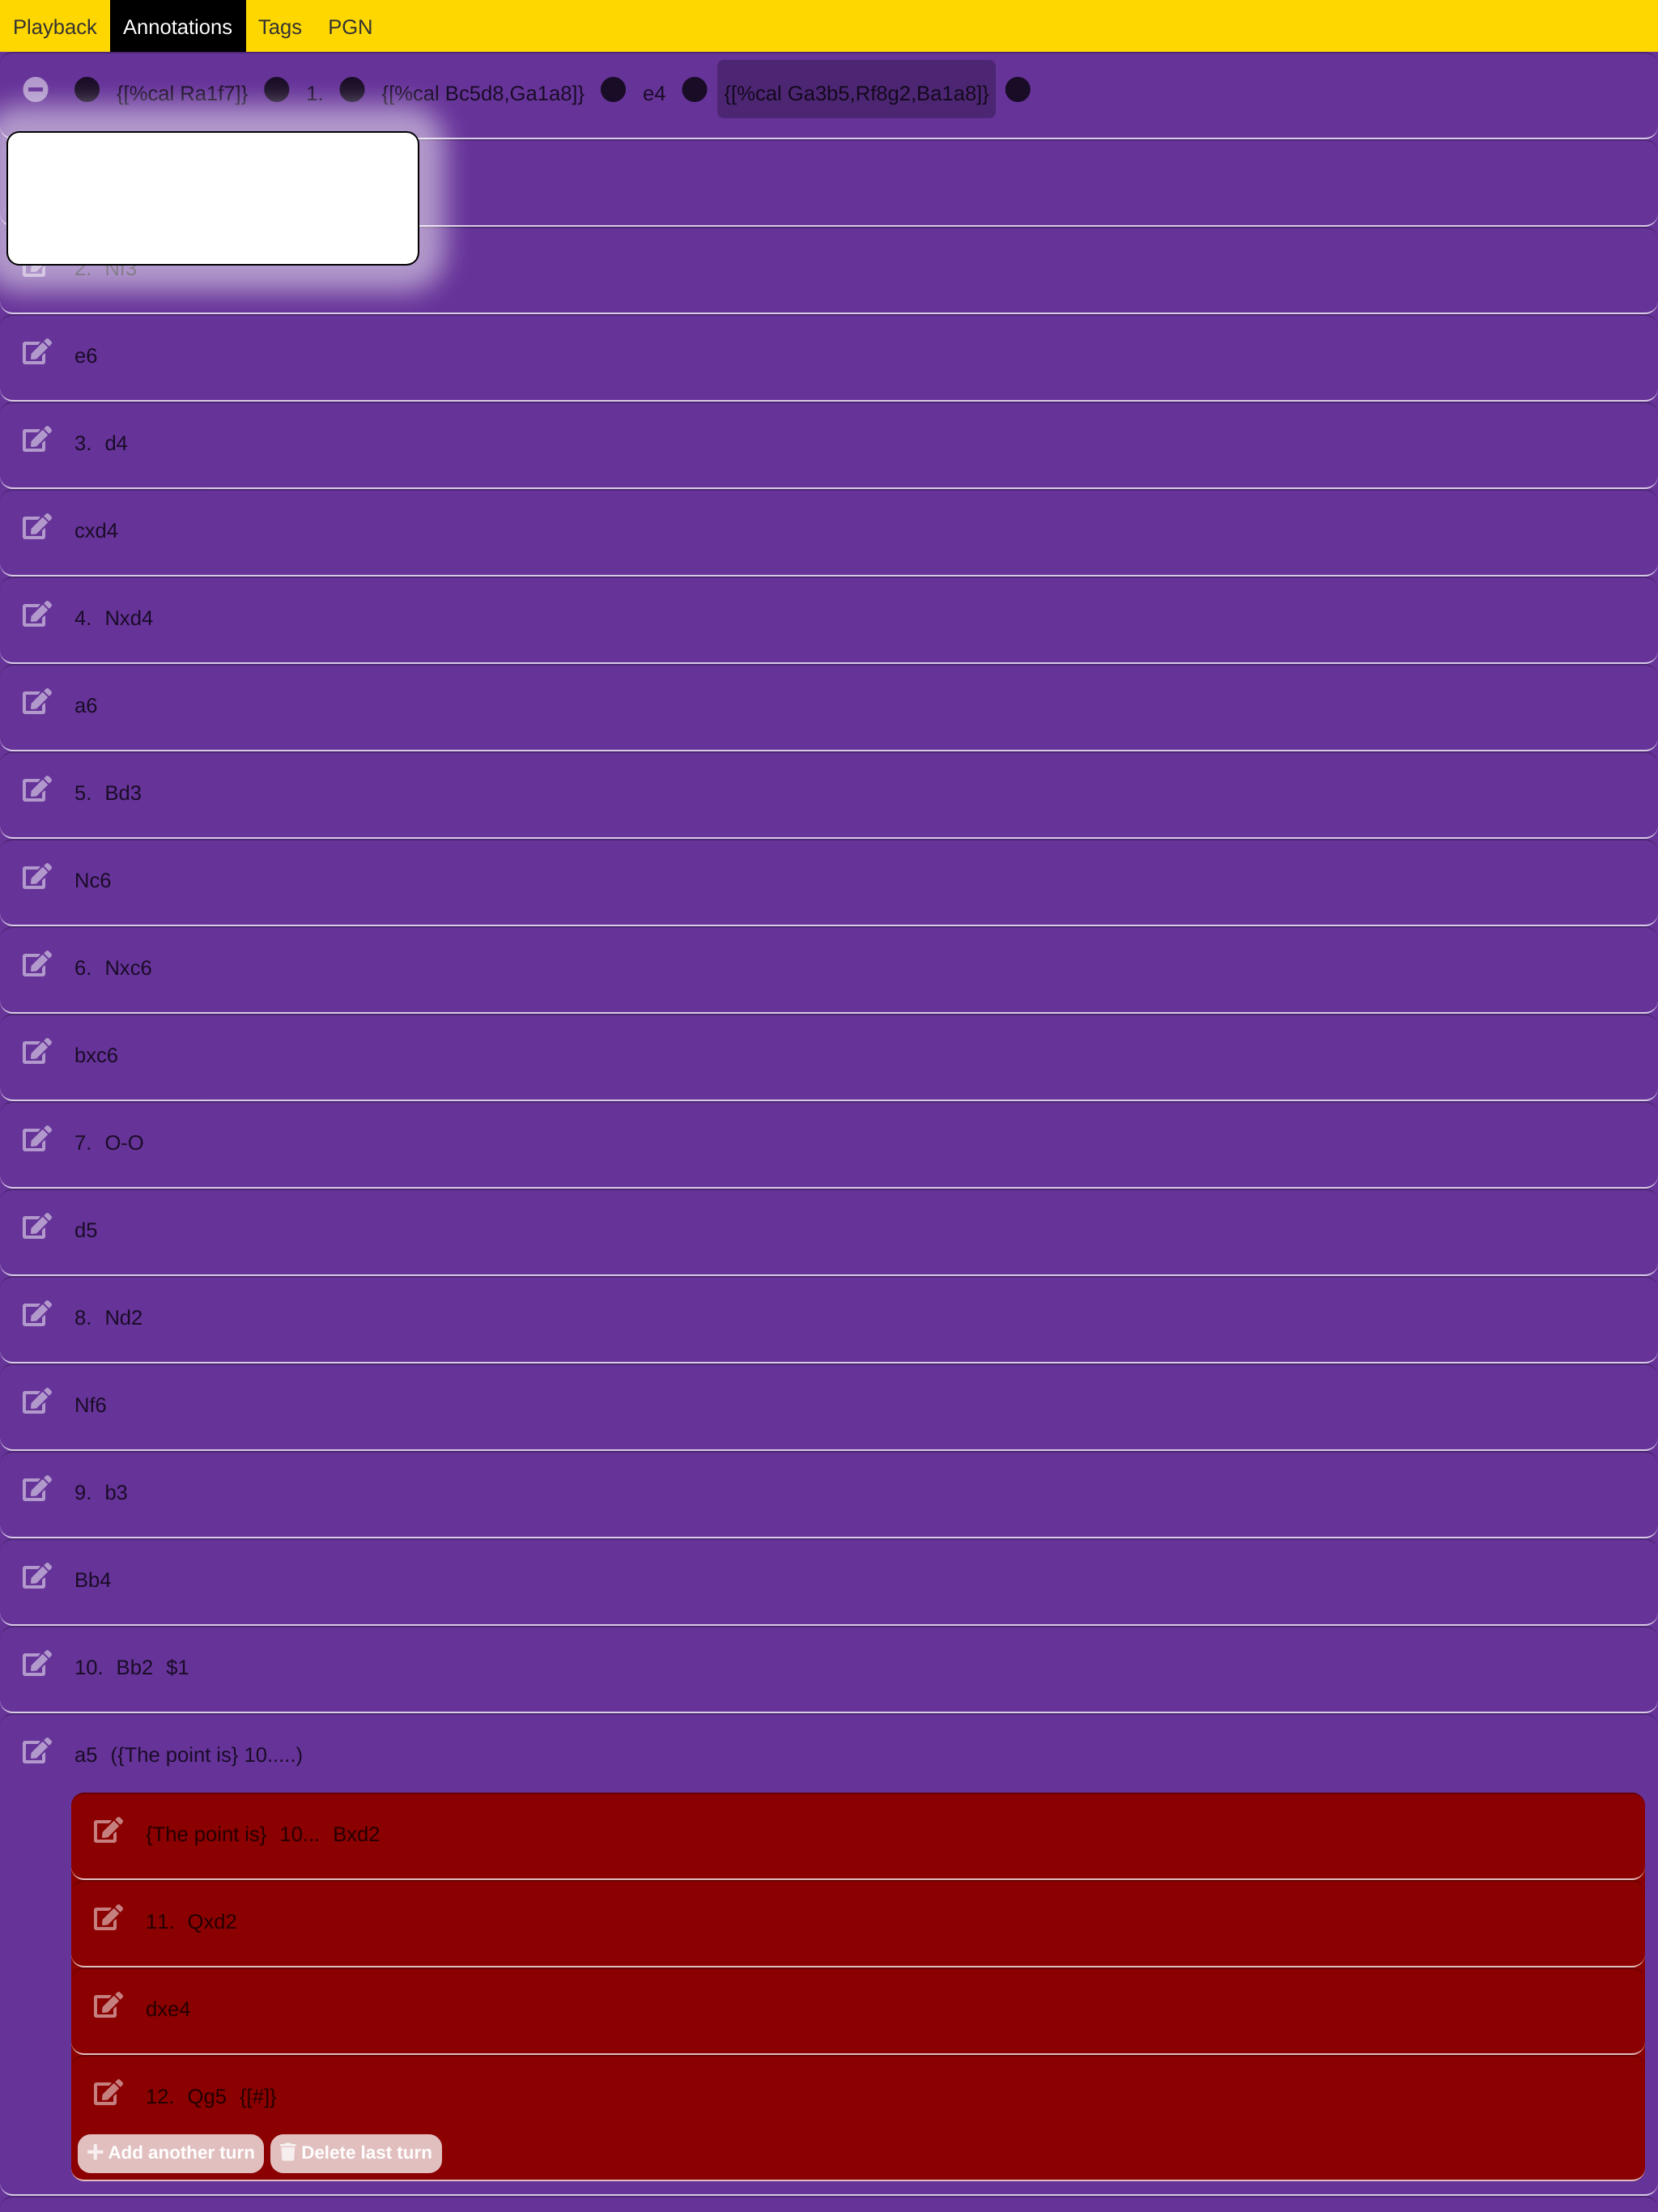 Playback Annotations Tags PGN
{[%cal Ra1f7]} 1. {[%cal Bc5d8,Ga1a8]} e4 {[%cal Ga3b5,Rf8g2,Ba1a8]}
2. Nf3
e6
3. d4
cxd4
4. Nxd4
a6
5. Bd3
Nc6
6. Nxc6
bxc6
7. O-O
d5
8. Nd2
Nf6
9. b3
Bb4
10. Bb2 $1
a5 ({The point is} 10.....)
{The point is} 10... Bxd2
11. Qxd2
dxe4
12. Qg5 {[#]}
Add another turn Delete last turn